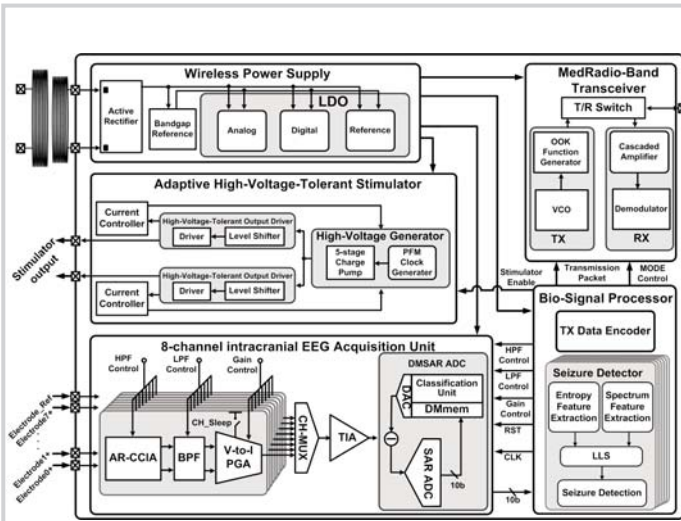 Wireless Power Supply
Active
Rectifier
Bandgap
Reference
LDO
Analog
Digital
Reference
MedRadio-Band
Transceiver
T/R Switch
OOK
Function
Generator
VCO
TX
Cascaded
Amplifier
Demodulator
RX
Adaptive High-Voltage-Tolerant Stimulator
Current
Controller
High-Voltage-Tolerant Output Driver
Driver
Level Shifter
High-Voltage Generator
5-stage
Charge
Pump
PFM
Clock
Generater
High-Voltage-Tolerant Output Driver
Driver
Level Shifter
Current
Controller
Stimulator
output
Stimulator
Enable
Transmission
Packet
MODE
Control
Bio-Signal Processor
TX Data Encoder
Seizure Detector
Entropy
Feature
Extraction
Spectrum
Feature
Extraction
LLS
Seizure Detection
8-channel intracranial EEG Acquisition Unit
HPF
Control
LPF
Control
Gain
Control
CH_Sleep
AR-CCIA
BPF
V-to-I
PGA
CH-MUX
TIA
DMSAR ADC
Classification
Unit
DMmem
DAC
SAR ADC
10b
HPF
Control
LPF
Control
Gain
Control
RST
CLK
10b
Electrode_Ref
Electrode7+
Electrode1+
Electrode0+